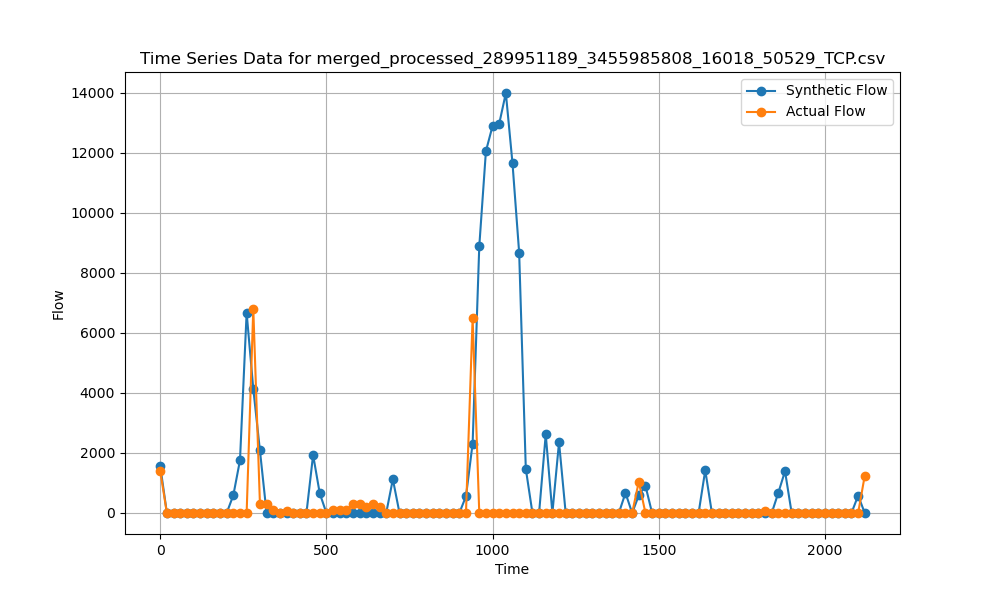 Time Series Data for merged_processed_289951189_3455985808_16018_50529_TCP.csv
Synthetic Flow
Actual Flow
Flow
14000
12000
10000
8000
6000
4000
2000
0
0 500 1000 1500 2000
Time